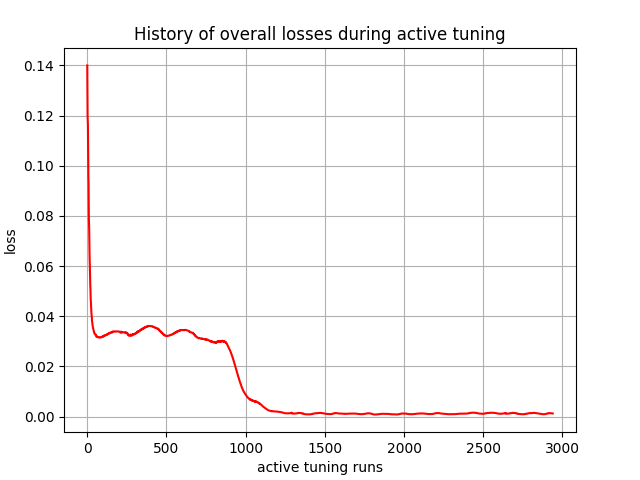 History of overall losses during active tuning
0.14
0.12
0.10
0.08
0.06
0.04
0.02
0.00
loss
0 500 1000 1500 2000 2500 3000
active tuning runs